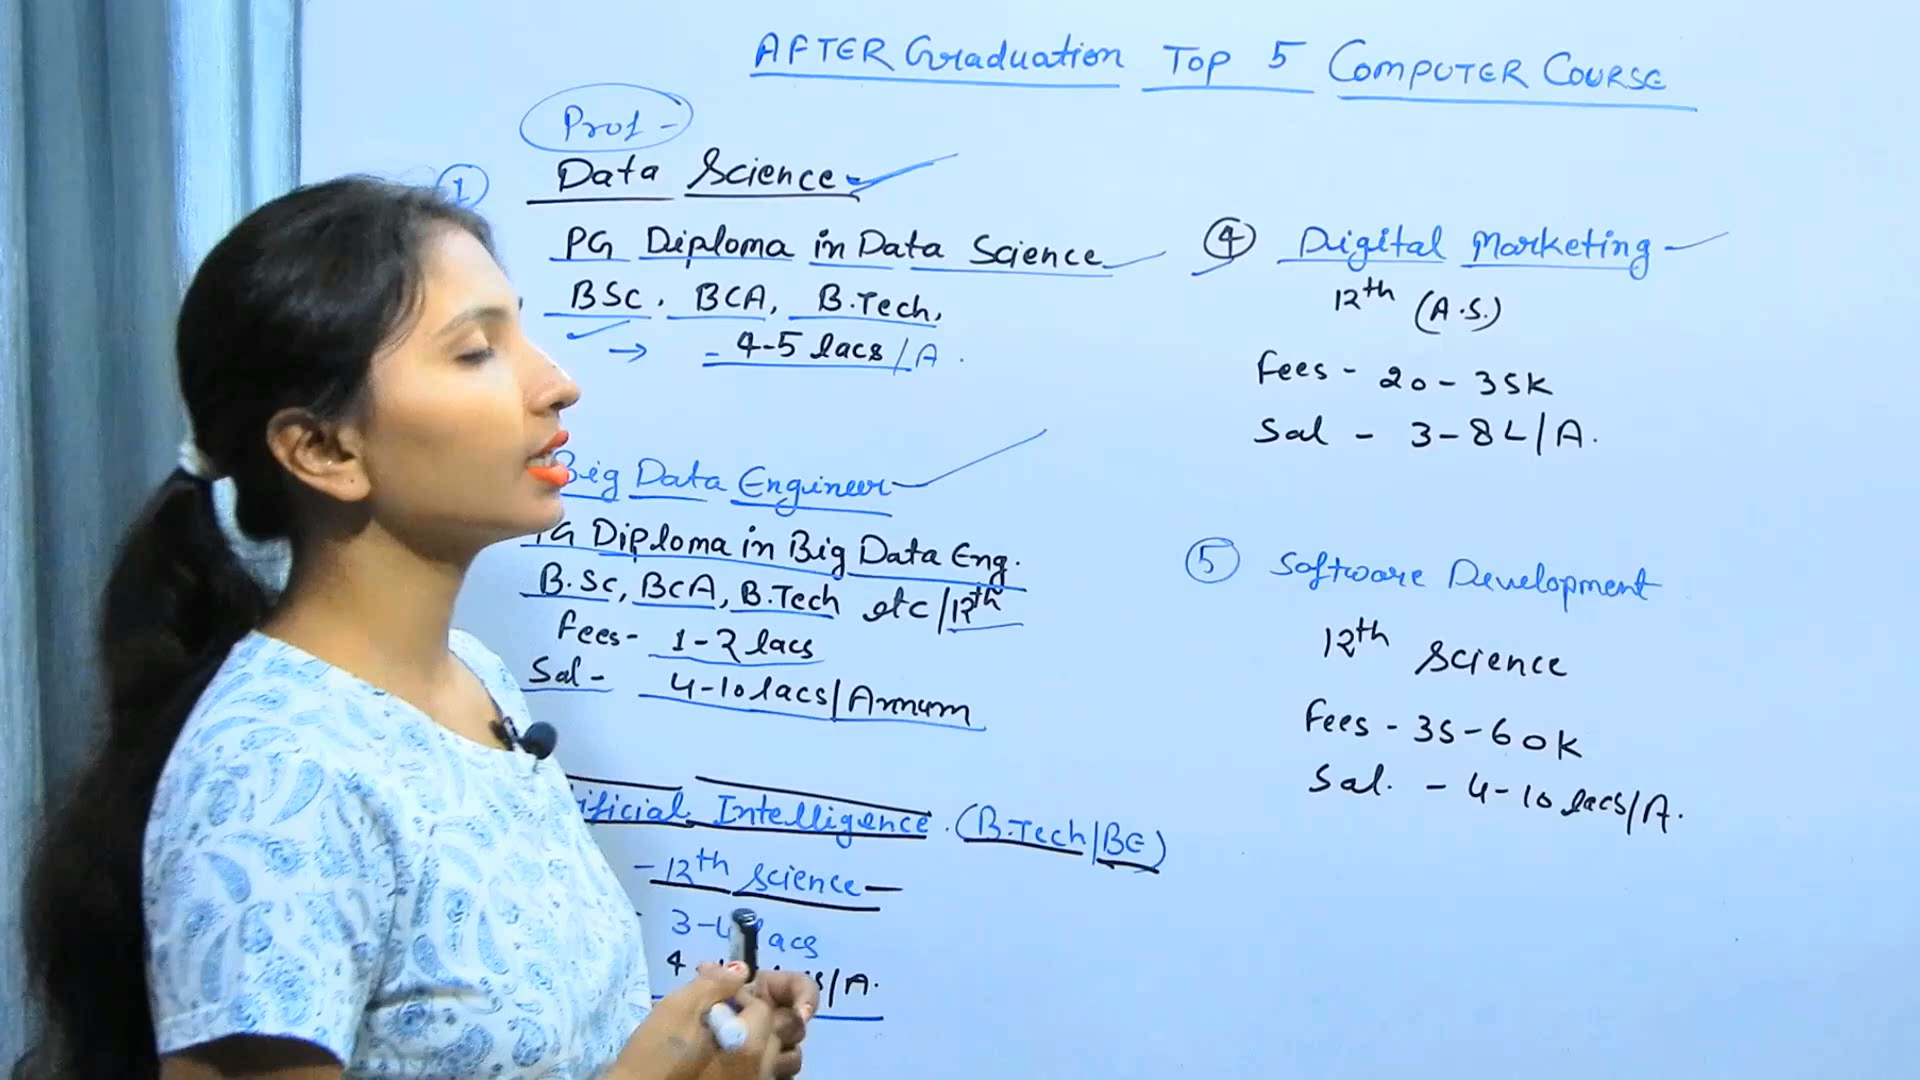 AFTER Graduation Top 5 COMPUTER COURSE
Prof -
1 Data Science
PG Diploma in Data Science
BSc, BCA, B.Tech,
→ - 4-5 lacs/A.
Big Data Engineer
PG Diploma in Big Data Eng.
B.Sc, BCA, B.Tech etc/12th
Fees - 1-2 lacs
Sal - 4-10 lacs/Annum
Intelligence. (B.Tech/BE)
- 12th Science -
lacs
/A.
4 Digital Marketing
12th (A.S.)
Fees - 20 - 35K
Sal - 3-8L/A.
5 Software Development
12th Science
Fees - 35-60K
Sal. - 4-10 lacs/A.